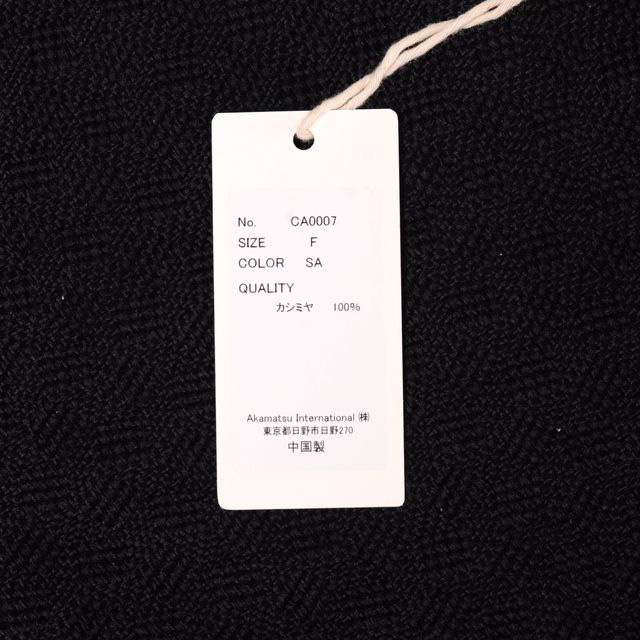 No. CA0007
SIZE F
COLOR SA
QUALITY
カシミヤ 100%
Akamatsu International ㈱
東京都日野市日野270
中国製